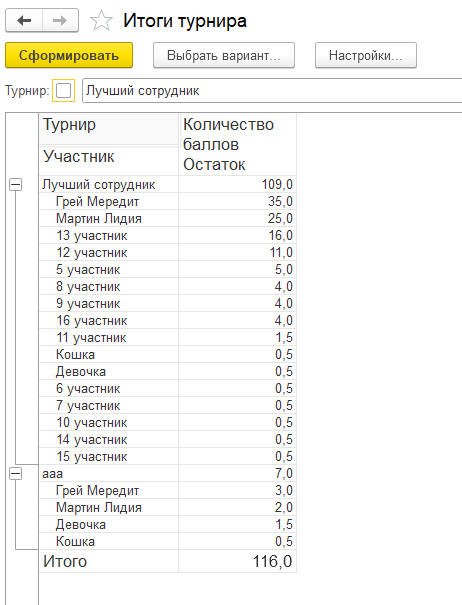 Итоги турнира
Сформировать Выбрать вариант... Настройки...
Турнир: Лучший сотрудник
Турнир Количество баллов Остаток
Участник
Лучший сотрудник 109,0
Грей Мередит 35,0
Мартин Лидия 25,0
13 участник 16,0
12 участник 11,0
5 участник 5,0
8 участник 4,0
9 участник 4,0
16 участник 4,0
11 участник 1,5
Кошка 0,5
Девочка 0,5
6 участник 0,5
7 участник 0,5
10 участник 0,5
14 участник 0,5
15 участник 0,5
ааа 7,0
Грей Мередит 3,0
Мартин Лидия 2,0
Девочка 1,5
Кошка 0,5
Итого 116,0